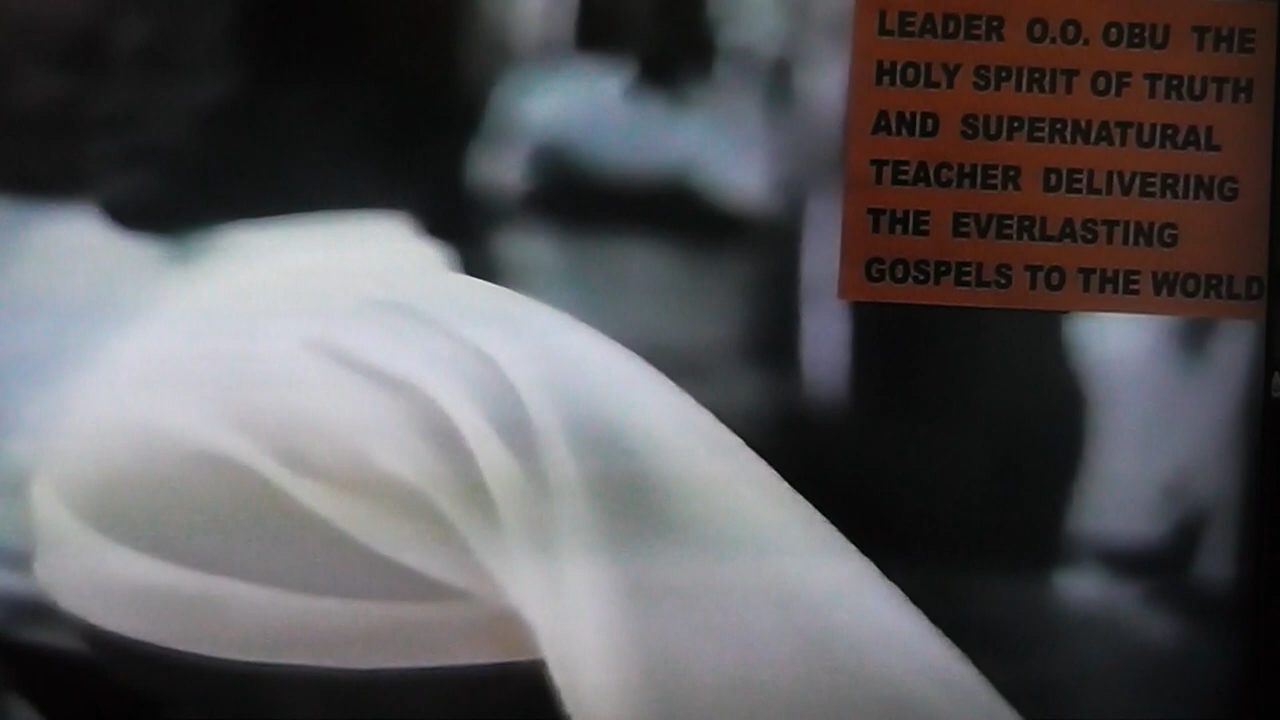 LEADER O.O. OBU THE
HOLY SPIRIT OF TRUTH
AND SUPERNATURAL
TEACHER DELIVERING
THE EVERLASTING
GOSPELS TO THE WORLD